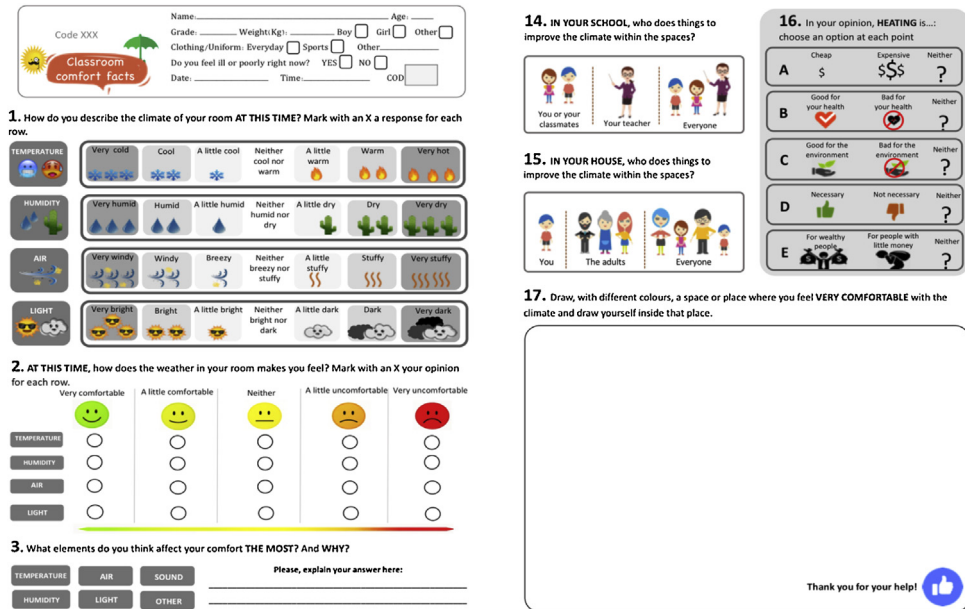 Code XXX
Classroom
comfort facts
Name: Age:
Grade: Weight(Kg): Boy Girl Other
Clothing/Uniform: Everyday Sports Other
Do you feel ill or poorly right now? YES NO
Date: Time: COD
1. How do you describe the climate of your room AT THIS TIME? Mark with an X a response for each
row.
TEMPERATURE
Very cold
Cool
A little cool
Neither
cool nor
warm
A little
warm
Warm
Very hot
HUMIDITY
Very humid
Humid
A little humid
Neither
humid nor
dry
A little dry
Dry
Very dry
AIR
Very windy
Windy
Breezy
Neither
breezy nor
stuffy
A little
stuffy
Stuffy
Very stuffy
LIGHT
Very bright
Bright
A little bright
Neither
bright nor
dark
A little dark
Dark
Very dark
2. AT THIS TIME, how does the weather in your room makes you feel? Mark with an X your opinion
for each row.
Very comfortable A little comfortable Neither A little uncomfortable Very uncomfortable
TEMPERATURE
HUMIDITY
AIR
LIGHT
3. What elements do you think affect your comfort THE MOST? And WHY?
TEMPERATURE AIR SOUND
HUMIDITY LIGHT OTHER
Please, explain your answer here:
14. IN YOUR SCHOOL, who does things to
improve the climate within the spaces?
You or your
classmates
Your teacher
Everyone
15. IN YOUR HOUSE, who does things to
improve the climate within the spaces?
You
The adults
Everyone
16. In your opinion, HEATING is...:
choose an option at each point
A
Cheap
$
Expensive
$$$
Neither
?
B
Good for
your health
Bad for
your health
Neither
?
C
Good for the
environment
Bad for the
environment
Neither
?
D
Necessary
Not necessary
Neither
?
E
For wealthy
people
For people with
little money
Neither
?
17. Draw, with different colours, a space or place where you feel VERY COMFORTABLE with the
climate and draw yourself inside that place.
Thank you for your help!